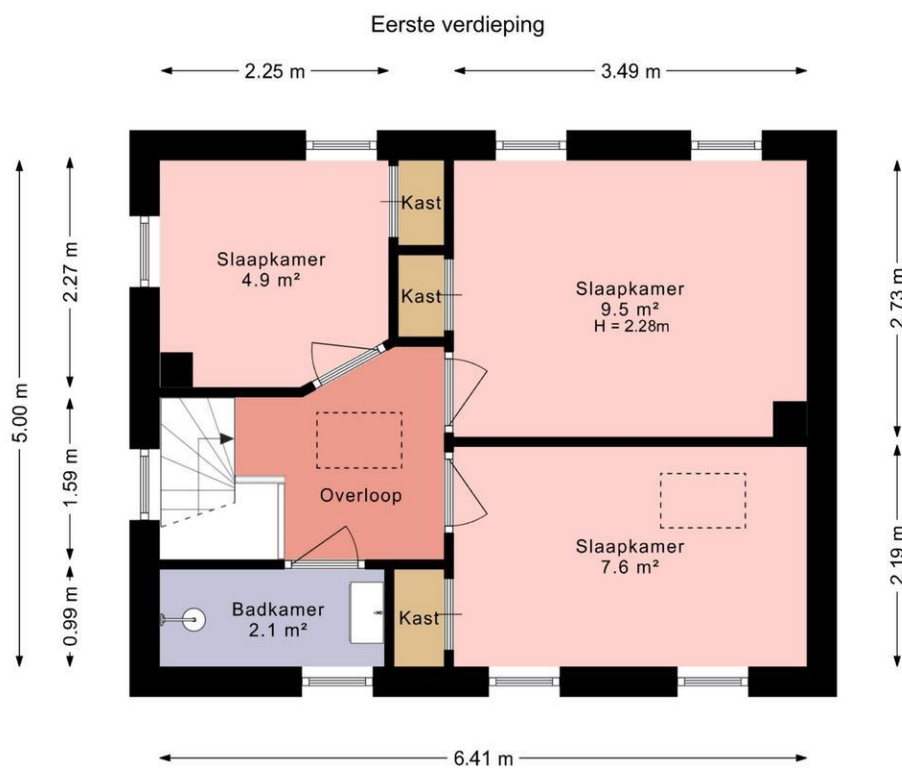 Eerste verdieping
2.25 m
3.49 m
5.00 m
2.27 m
1.59 m
0.99 m
Slaapkamer
4.9 m²
Kast
Kast
Slaapkamer
9.5 m²
H = 2.28m
2.73 m
Overloop
Slaapkamer
7.6 m²
2.19 m
Badkamer
2.1 m²
Kast
6.41 m